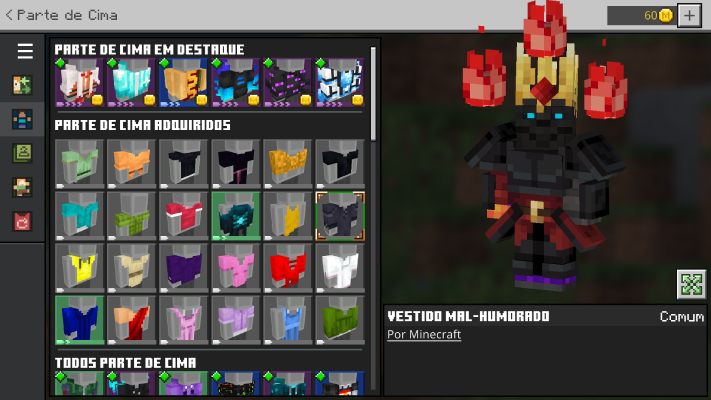 Parte de Cima
60
PARTE DE CIMA EM DESTAQUE
PARTE DE CIMA ADQUIRIDOS
TODOS PARTE DE CIMA
VESTIDO MAL-HUMORADO
Comum
Por Minecraft